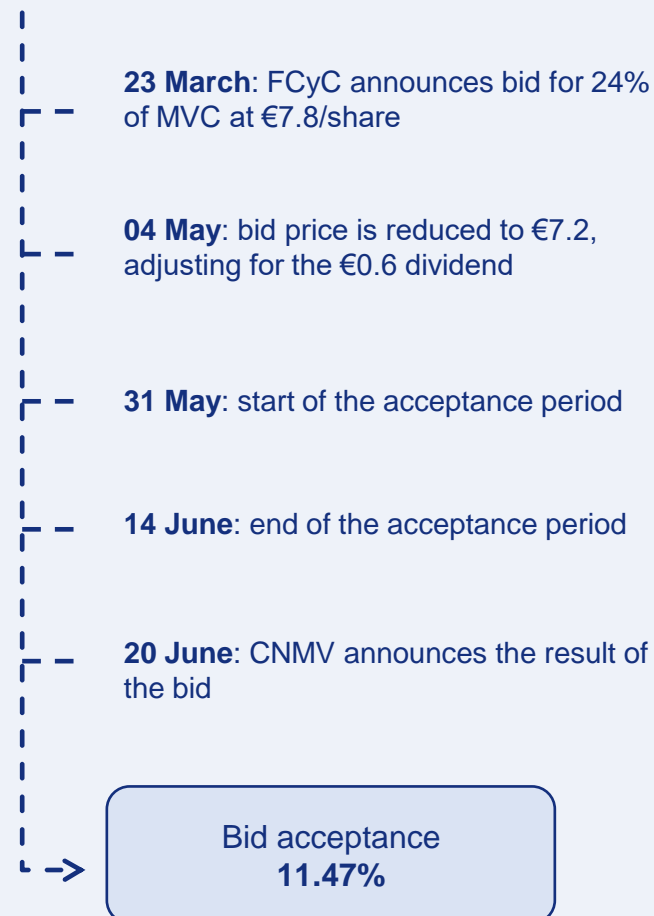 23 March: FCyC announces bid for 24%
of MVC at €7.8/share
04 May: bid price is reduced to €7.2,
adjusting for the €0.6 dividend
31 May: start of the acceptance period
14 June: end of the acceptance period
20 June: CNMV announces the result of
the bid
Bid acceptance
11.47%